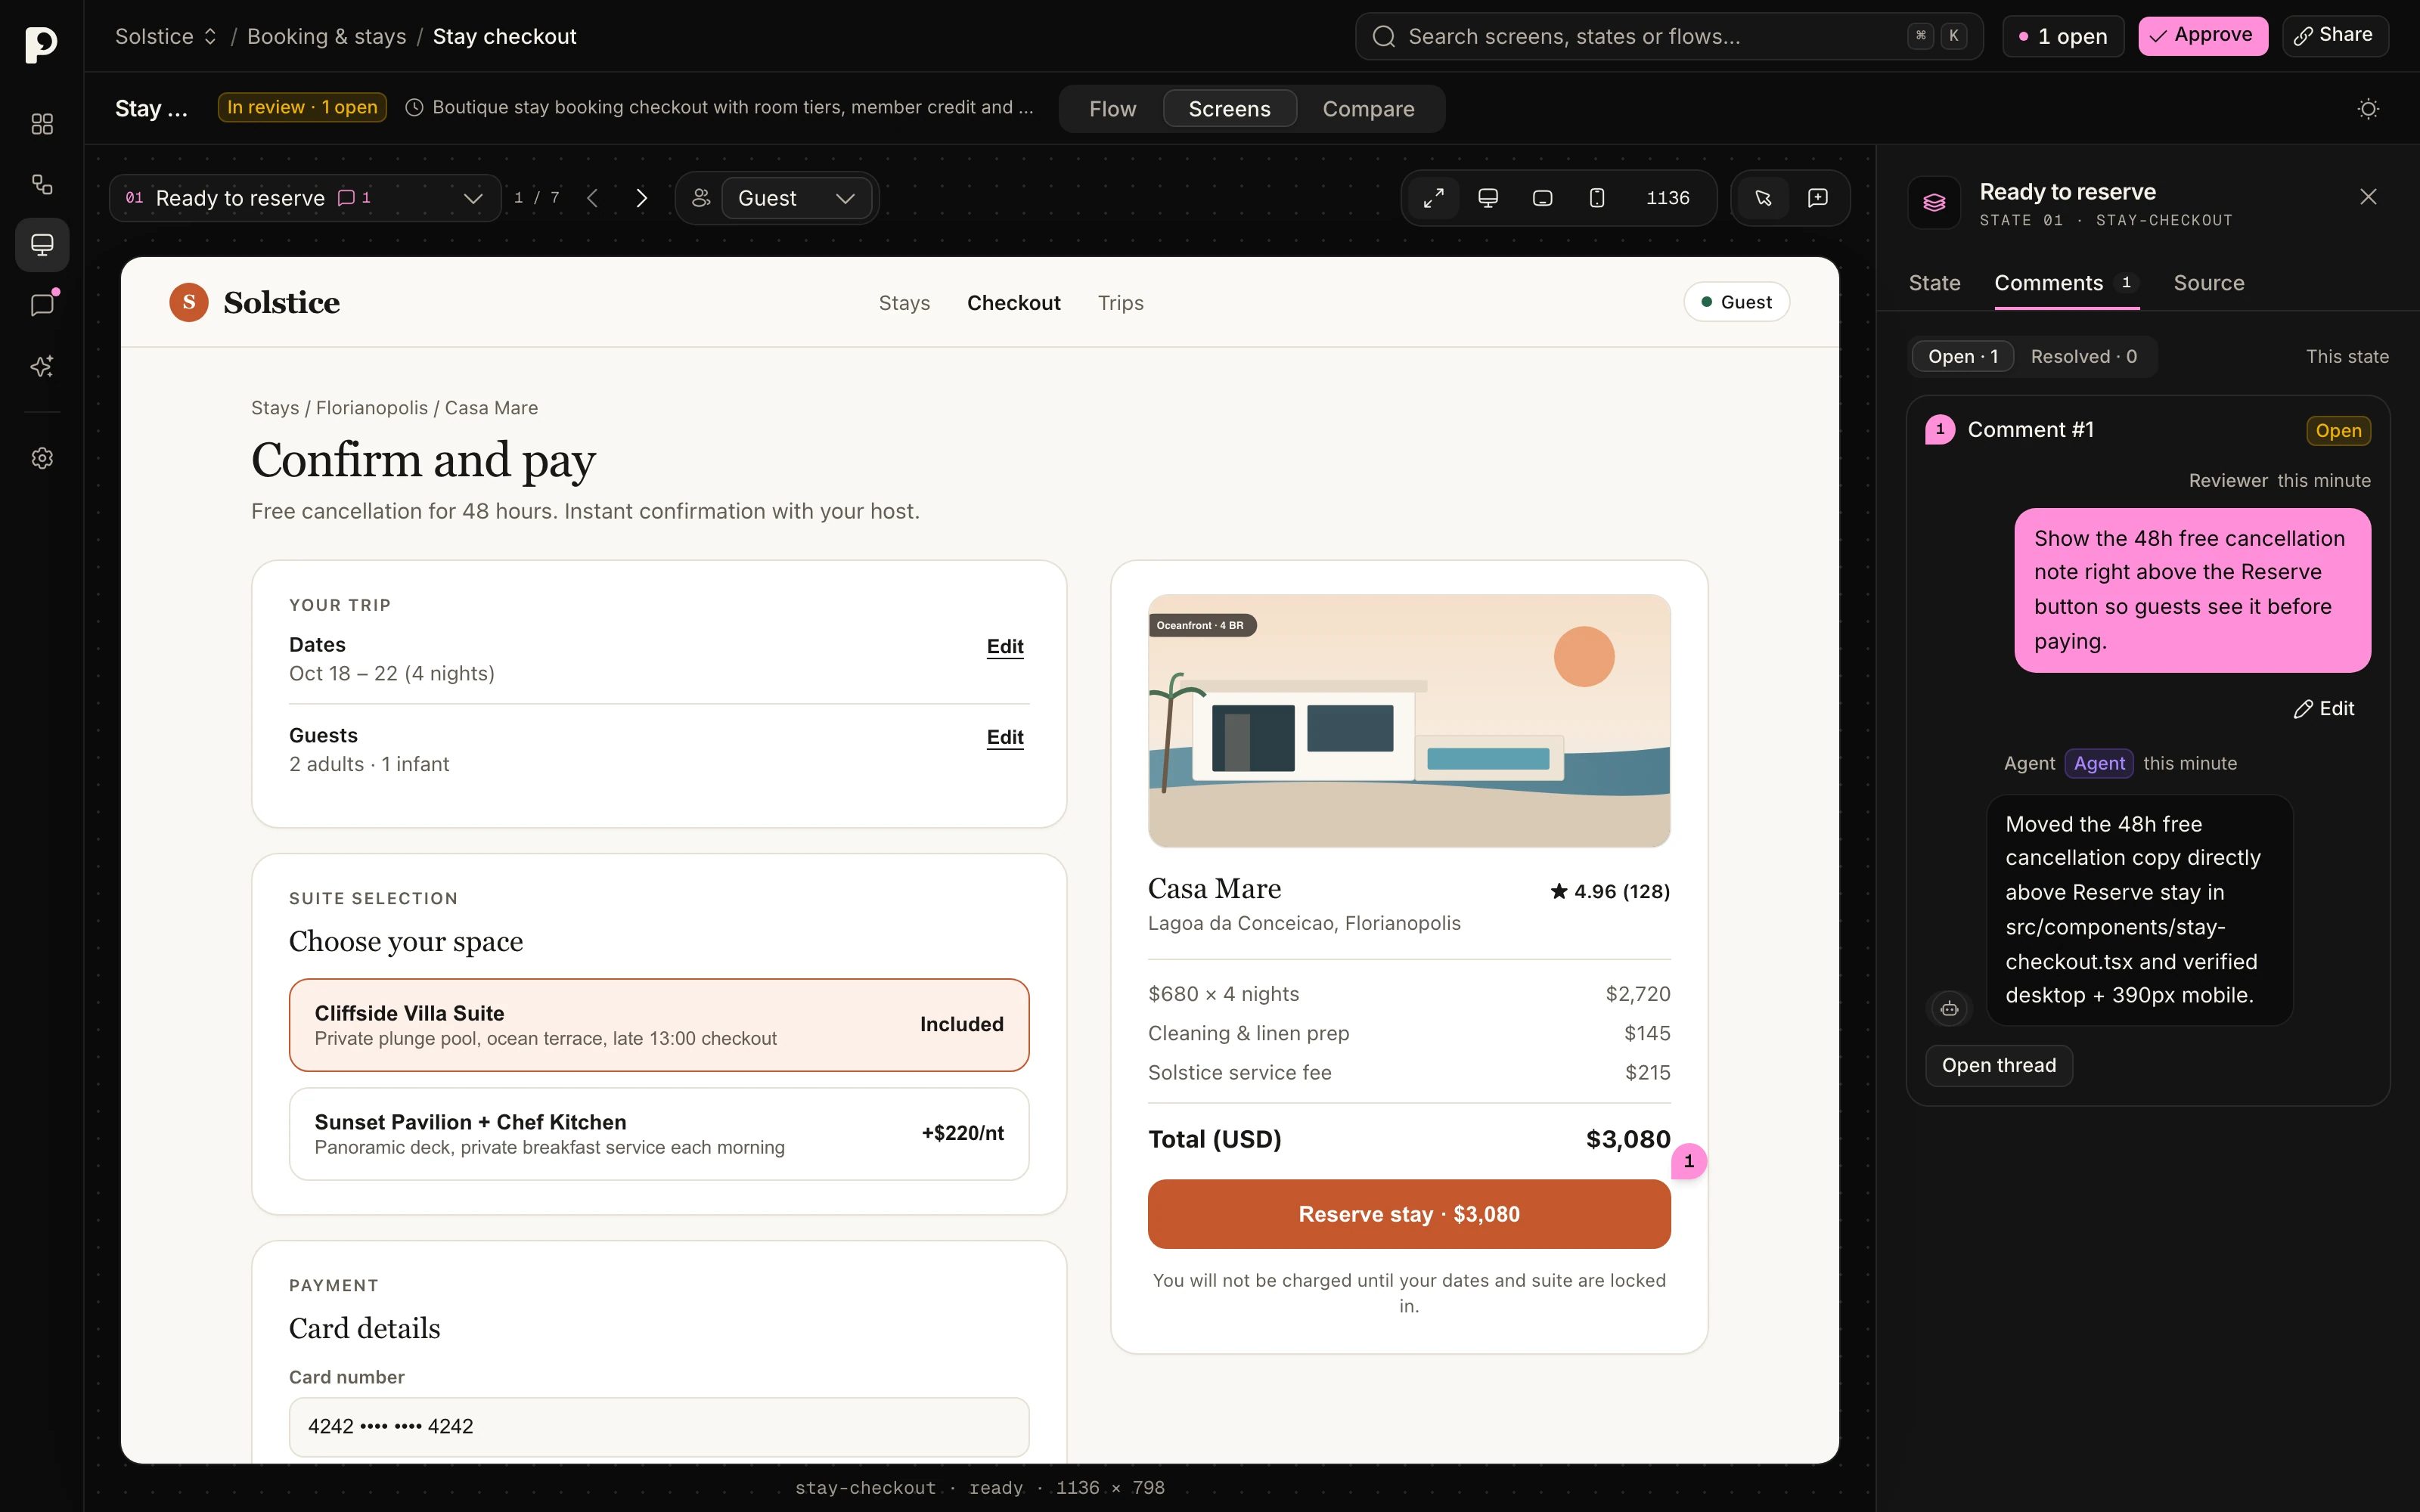 Solstice / Booking & stays / Stay checkout
Search screens, states or flows...
⌘ K
1 open
Approve
Share
Stay ...
In review · 1 open
Boutique stay booking checkout with room tiers, member credit and ...
Flow
Screens
Compare
01 Ready to reserve 1
1 / 7
Guest
1136
S Solstice
Stays
Checkout
Trips
Guest
Stays / Florianopolis / Casa Mare
Confirm and pay
Free cancellation for 48 hours. Instant confirmation with your host.
YOUR TRIP
Dates
Edit
Oct 18 – 22 (4 nights)
Guests
Edit
2 adults · 1 infant
SUITE SELECTION
Choose your space
Cliffside Villa Suite
Private plunge pool, ocean terrace, late 13:00 checkout
Included
Sunset Pavilion + Chef Kitchen
Panoramic deck, private breakfast service each morning
+$220/nt
PAYMENT
Card details
Card number
4242 •••• •••• 4242
Oceanfront · 4 BR
Casa Mare
★ 4.96 (128)
Lagoa da Conceicao, Florianopolis
$680 × 4 nights $2,720
Cleaning & linen prep $145
Solstice service fee $215
Total (USD) $3,080
1
Reserve stay · $3,080
You will not be charged until your dates and suite are locked
in.
stay-checkout · ready · 1136 × 798
Ready to reserve
STATE 01 · STAY-CHECKOUT
State
Comments 1
Source
Open · 1
Resolved · 0
This state
1 Comment #1
Open
Reviewer this minute
Show the 48h free cancellation
note right above the Reserve
button so guests see it before
paying.
Edit
Agent Agent this minute
Moved the 48h free
cancellation copy directly
above Reserve stay in
src/components/stay-
checkout.tsx and verified
desktop + 390px mobile.
Open thread